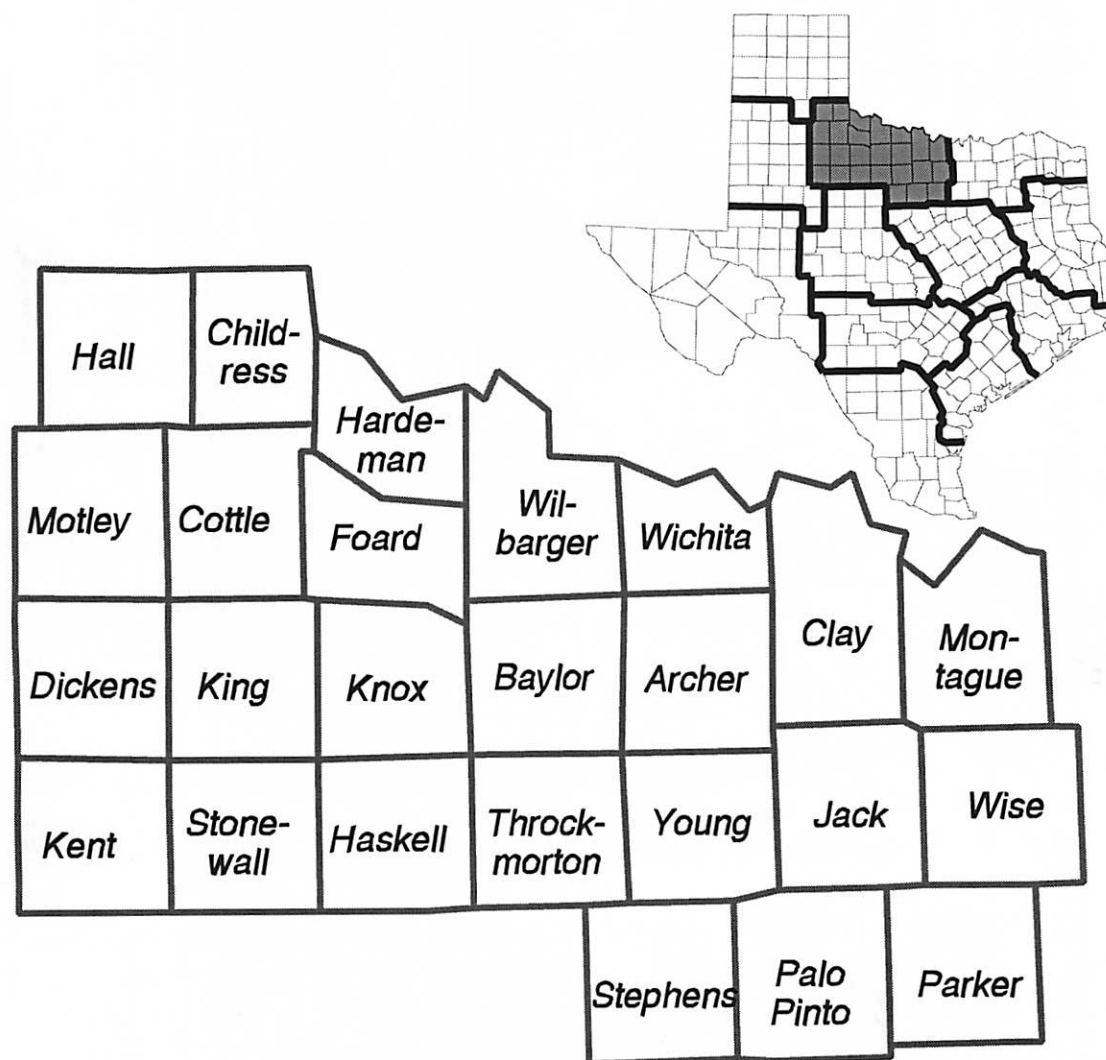 Hall
Child-
ress
Harde-
man
Motley
Cottle
Foard
Wil-
barger
Wichita
Clay
Mon-
tague
Dickens
King
Knox
Baylor
Archer
Kent
Stone-
wall
Haskell
Throck-
morton
Young
Jack
Wise
Stephens
Palo
Pinto
Parker